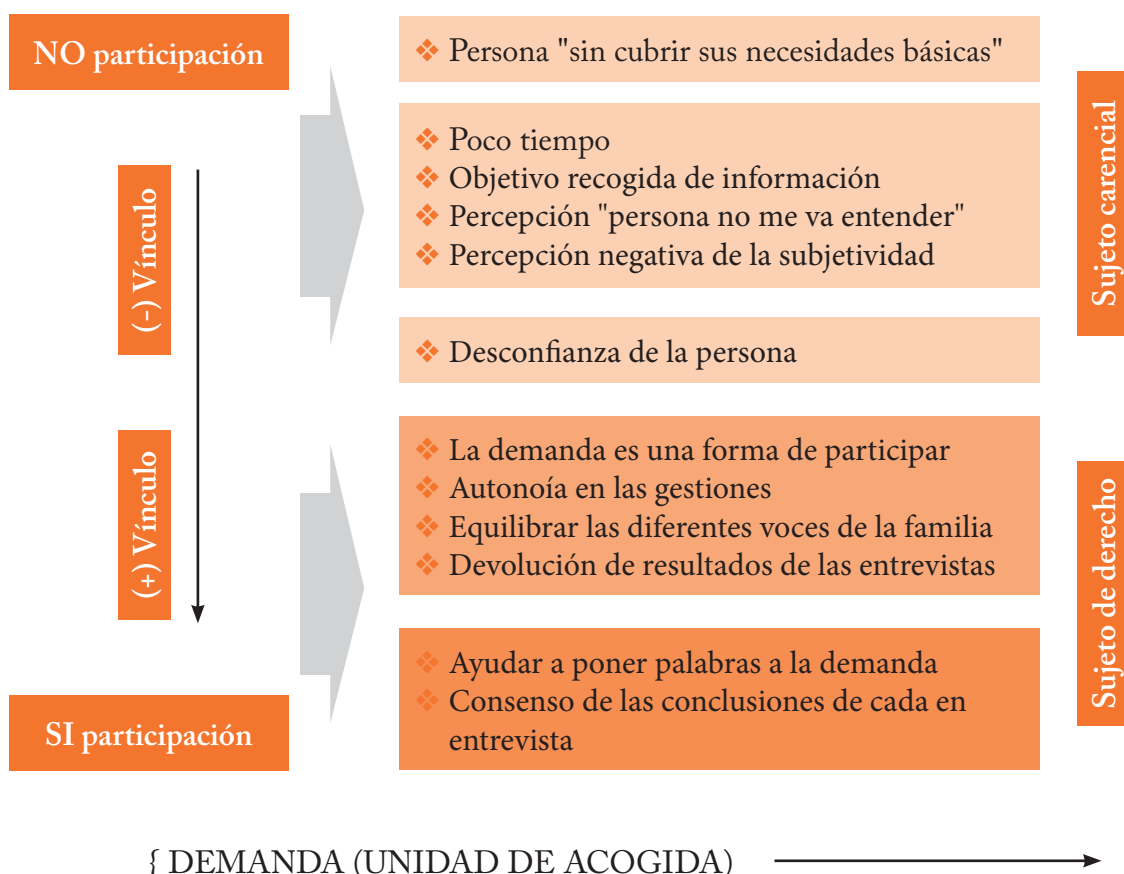 NO participación
(-) Vínculo
(+) Vínculo
SI participación
❖ Persona "sin cubrir sus necesidades básicas"
❖ Poco tiempo
❖ Objetivo recogida de información
❖ Percepción "persona no me va entender"
❖ Percepción negativa de la subjetividad
❖ Desconfianza de la persona
❖ La demanda es una forma de participar
❖ Autonoía en las gestiones
❖ Equilibrar las diferentes voces de la familia
❖ Devolución de resultados de las entrevistas
❖ Ayudar a poner palabras a la demanda
❖ Consenso de las conclusiones de cada en
entrevista
Sujeto carencial
Sujeto de derecho
{ DEMANDA (UNIDAD DE ACOGIDA)